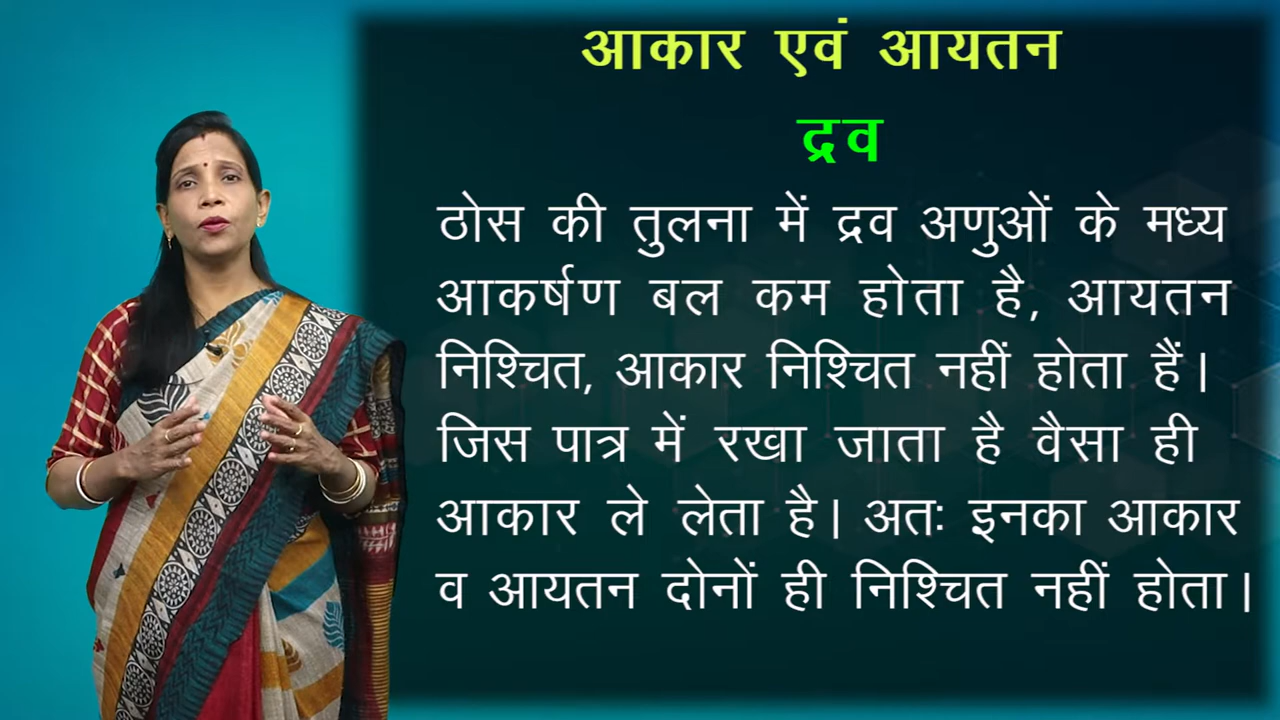 आकार एवं आयतन
द्रव
ठोस की तुलना में द्रव अणुओं के मध्य
आकर्षण बल कम होता है, आयतन
निश्चित, आकार निश्चित नहीं होता हैं।
जिस पात्र में रखा जाता है वैसा ही
आकार ले लेता है। अतः इनका आकार
व आयतन दोनों ही निश्चित नहीं होता।